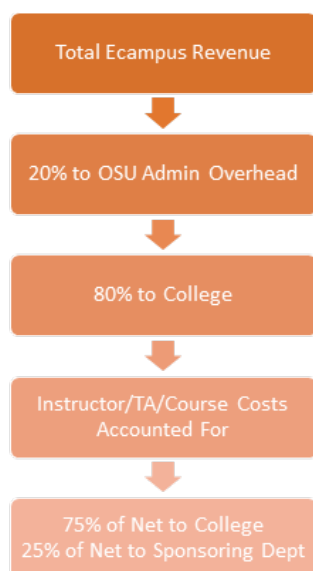 Total Ecampus Revenue
20% to OSU Admin Overhead
80% to College
Instructor/TA/Course Costs
Accounted For
75% of Net to College
25% of Net to Sponsoring Dept